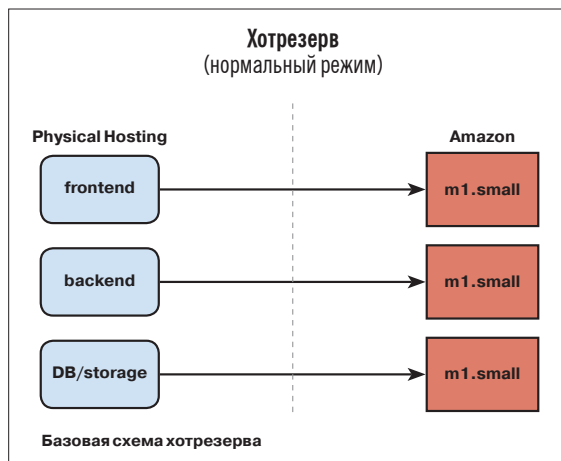 Хотрезерв
(нормальный режим)
Physical Hosting
Amazon
frontend
m1.small
backend
m1.small
DB/storage
m1.small
Базовая схема хотрезерва